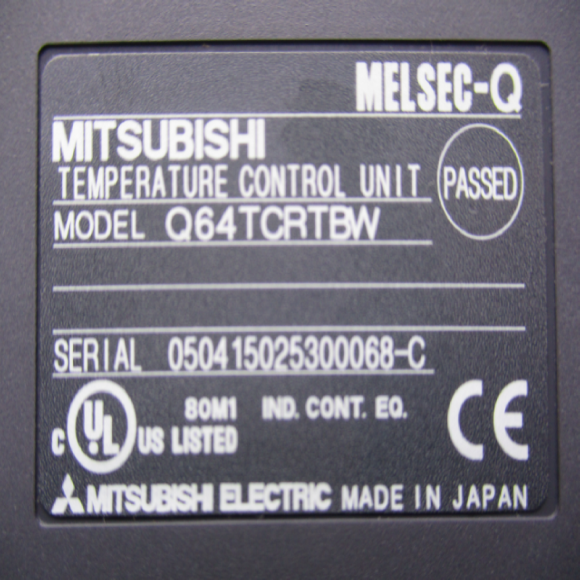 MELSEC-Q
MITSUBISHI
TEMPERATURE CONTROL UNIT
PASSED
MODEL Q64TCRTBW
SERIAL 050415025300068-C
C UL US LISTED
80M1 IND. CONT. EQ.
CE
MITSUBISHI ELECTRIC MADE IN JAPAN